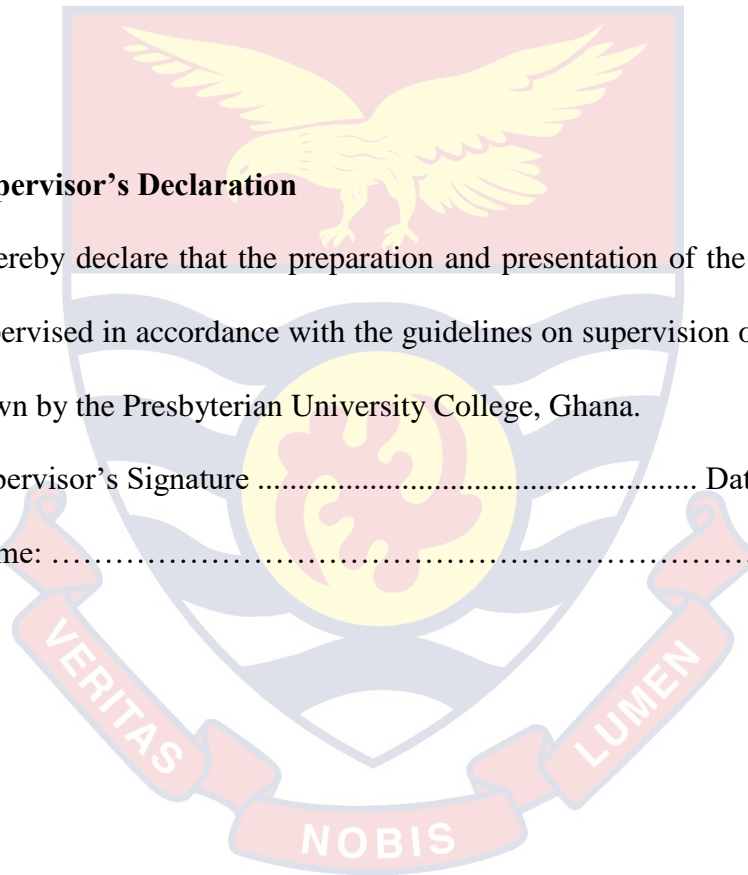 pervisor’s Declaration
ereby declare that the preparation and presentation of the
pervised in accordance with the guidelines on supervision o
wn by the Presbyterian University College, Ghana.
pervisor’s Signature .......................................................... Dat
me: ………………………………………………………………
VERITAS
NOBIS
LUMEN